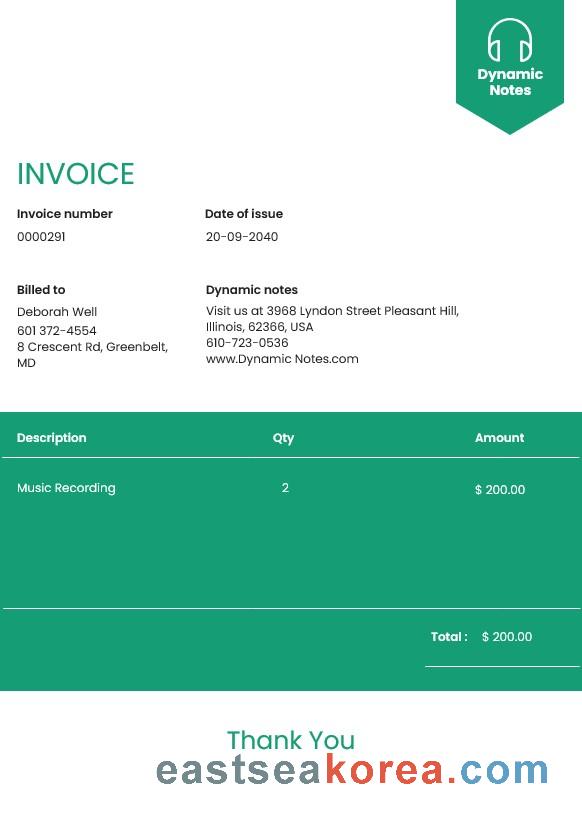 Dynamic
Notes
INVOICE
Invoice number
Date of issue
0000291
20-09-2040
Billed to
Dynamic notes
Deborah Well
601 372-4554
8 Crescent Rd, Greenbelt,
MD
Visit us at 3968 Lyndon Street Pleasant Hill,
Illinois, 62366, USA
610-723-0536
www.Dynamic Notes.com
Description Qty Amount
Music Recording 2 $ 200.00
Total : $ 200.00
Thank You
eastseakorea.com